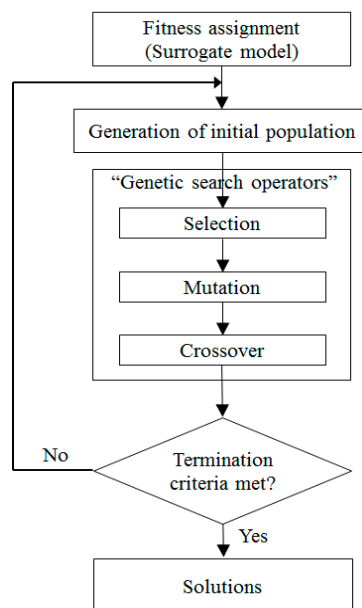 Fitness assignment
(Surrogate model)
Generation of initial population
“Genetic search operators”
Selection
Mutation
Crossover
No
Termination
criteria met?
Yes
Solutions